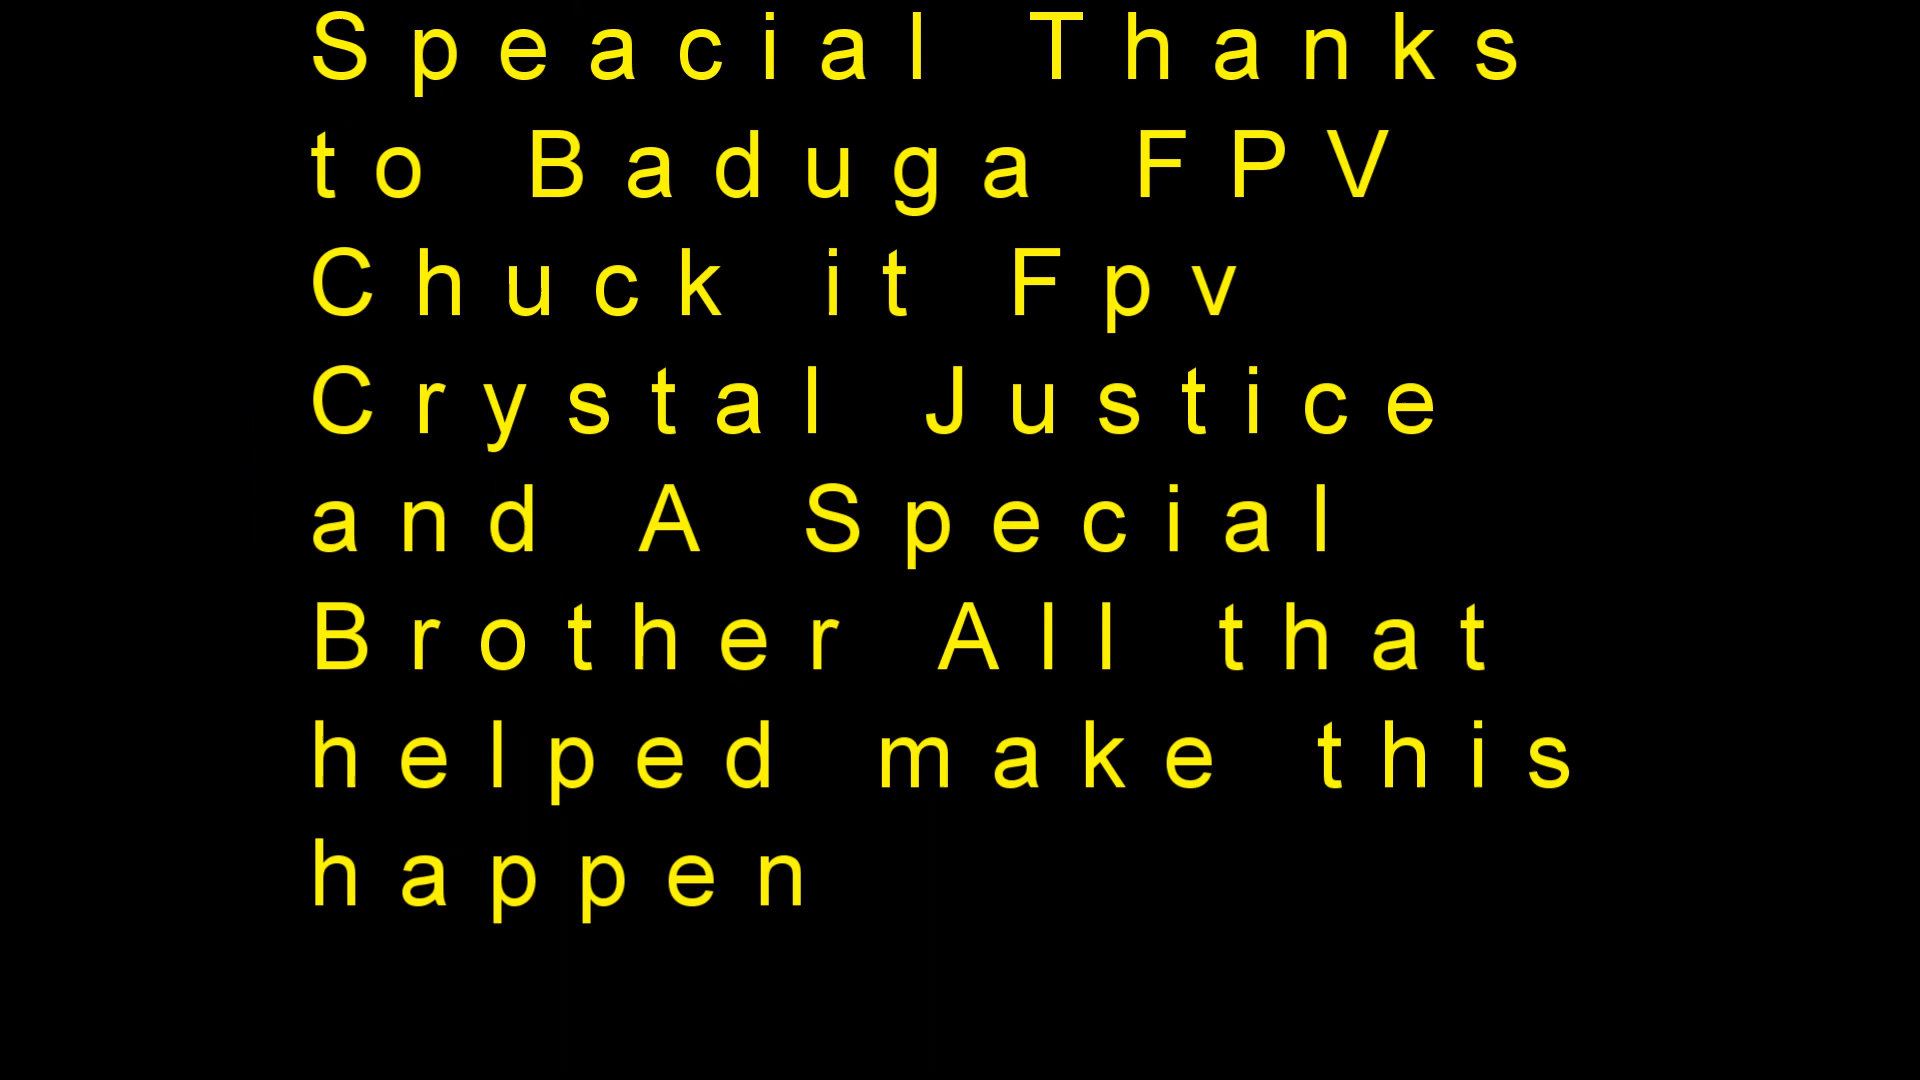 Speacial Thanks
to Baduga FPV
Chuck it Fpv
Crystal Justice
and A Special
Brother All that
helped make this
happen